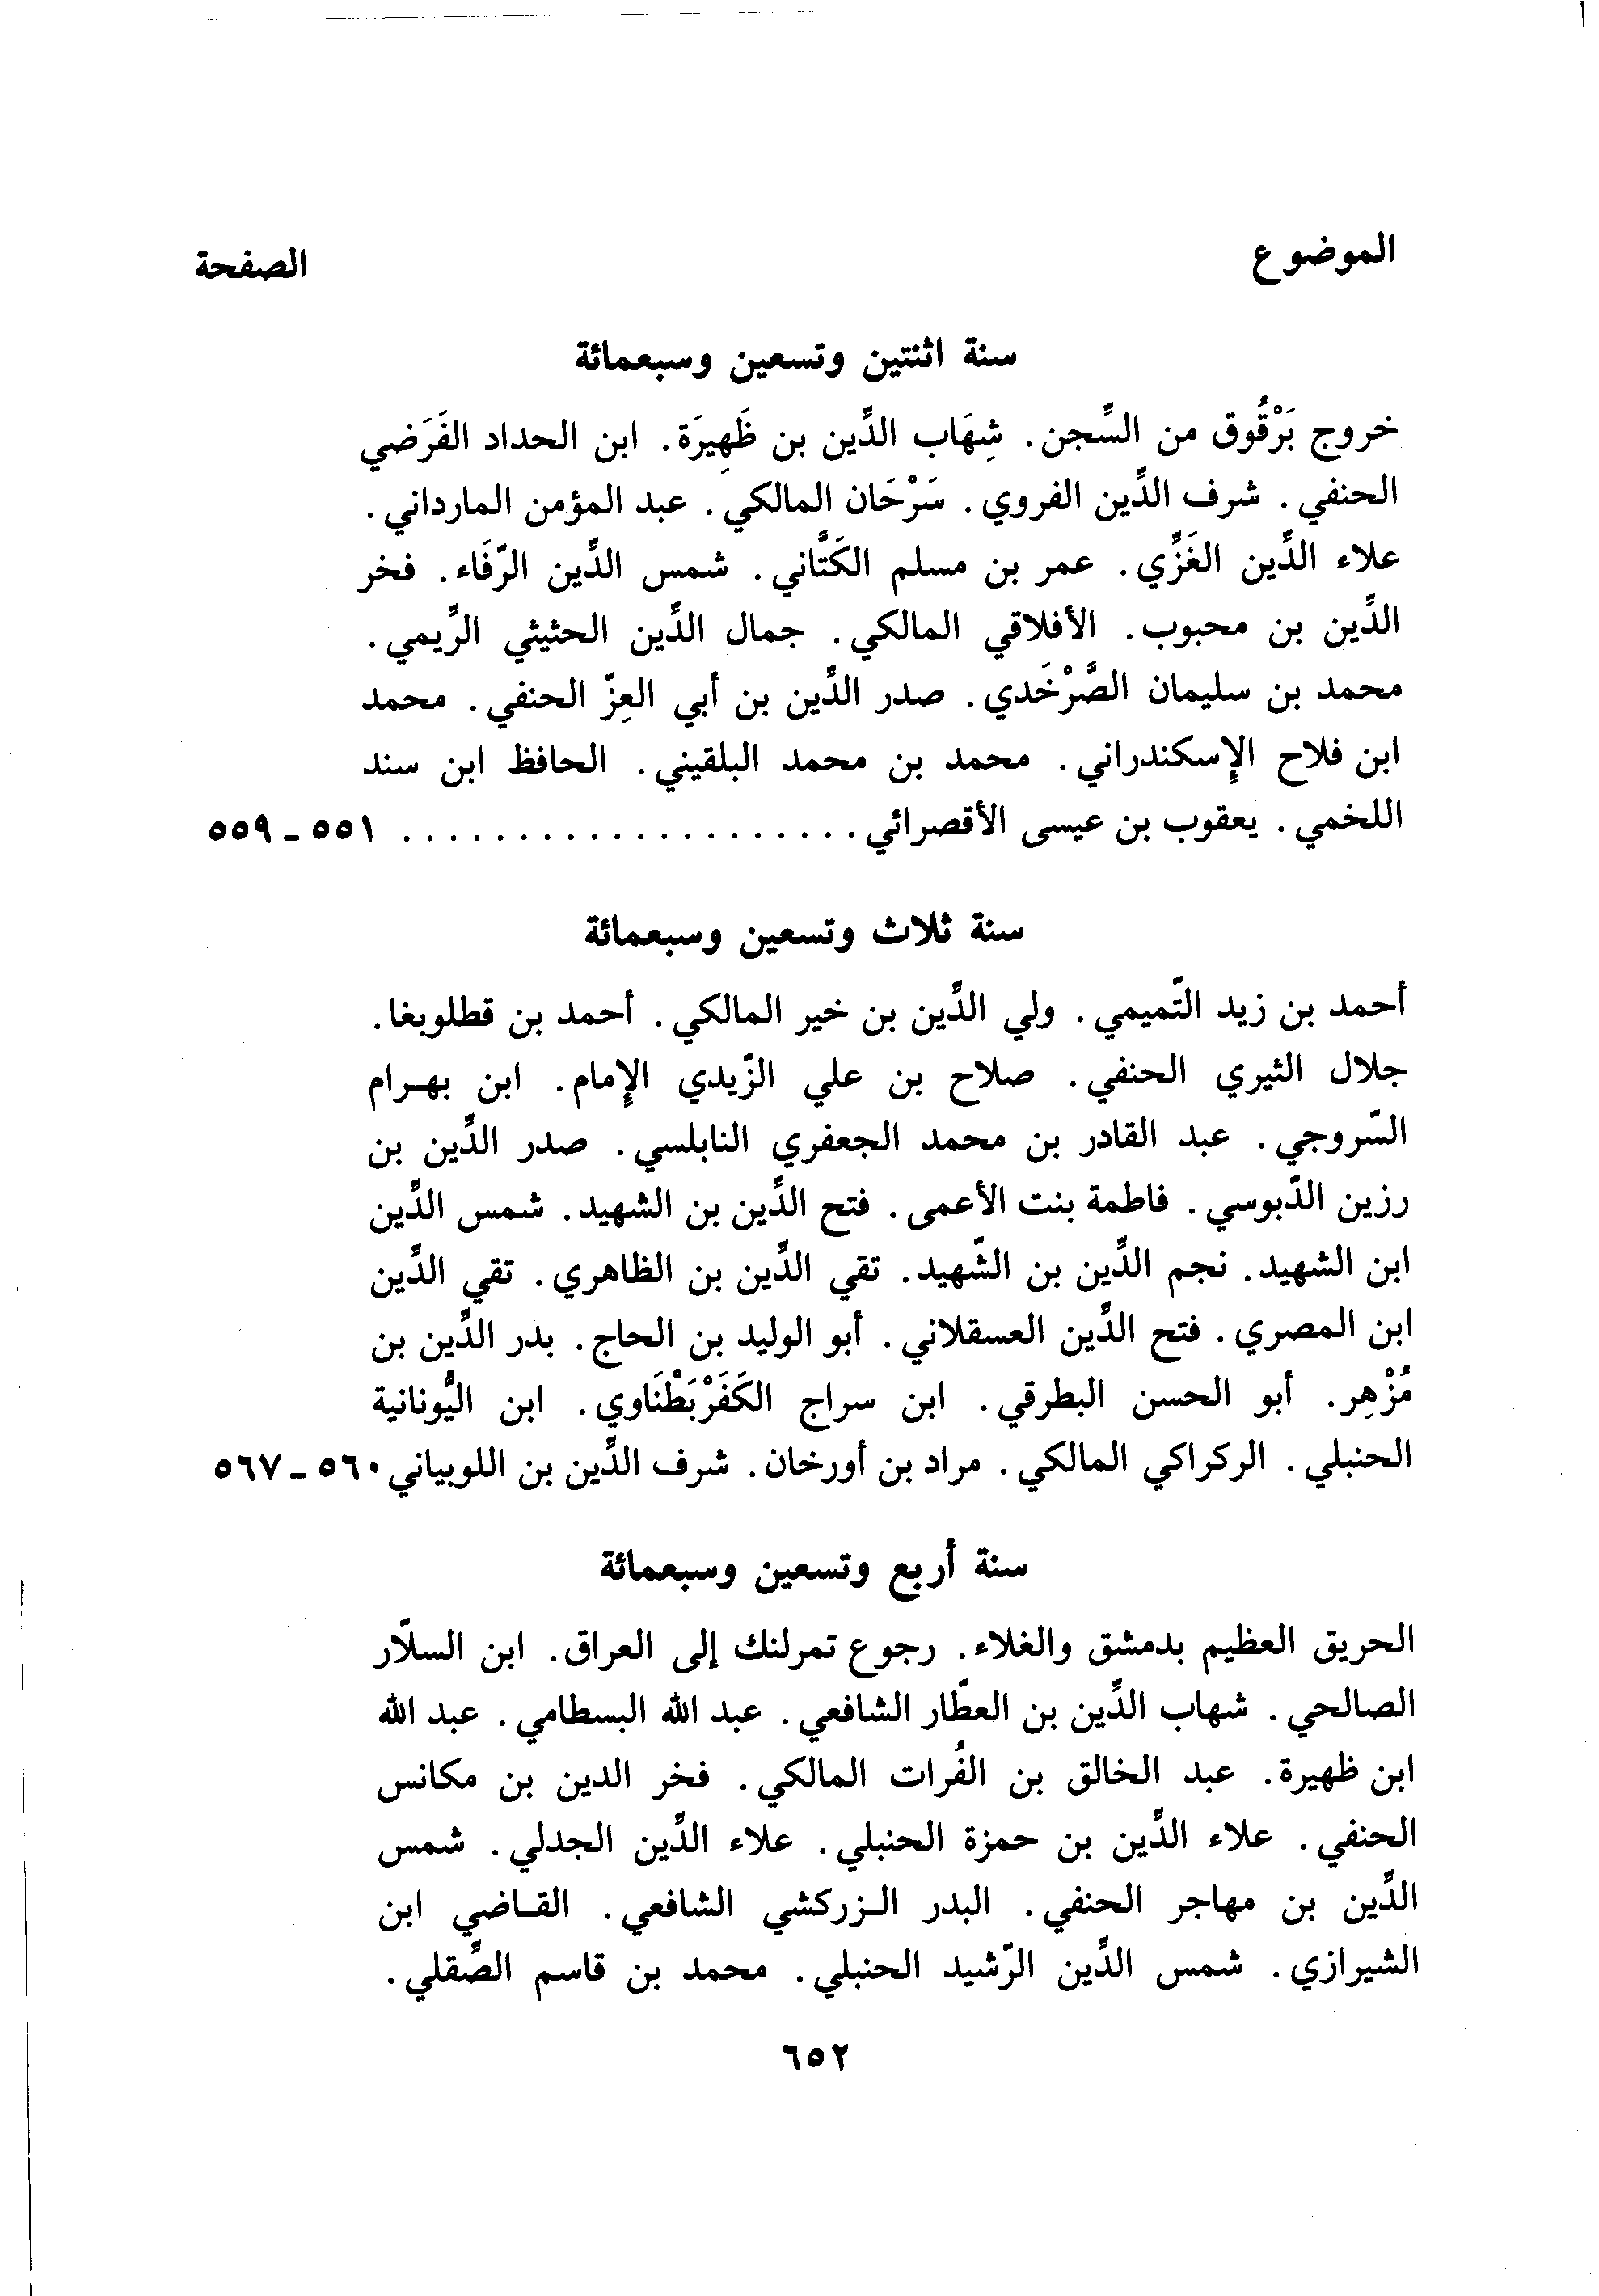 الموضوع الصفحة
سنة اثنتين وتسعين وسبعمائة
خروج بَرْقُوق من السِّجن. شِهَاب الدِّين بن ظَهِيرَة. ابن الحداد الفَرَضي
الحنفي. شرف الدِّين الفروي. سَرْحَان المالكي. عبد المؤمن المارداني.
علاء الدِّين الغَزِّي. عمر بن مسلم الكَتَّاني. شمس الدِّين الرّفَاء. فخر
الدِّين بن محبوب. الأفلاقي المالكي. جمال الدِّين الحثيثي الرِّيمي.
محمد بن سليمان الصَّرْخَدي. صدر الدِّين بن أبي العِزّ الحنفي. محمد
ابن فلاح الإسكندراني. محمد بن محمد البلقيني. الحافظ ابن سند
اللخمي. يعقوب بن عيسى الأقصرائي . . . . . . . . . . . . . . . . . . . . ٥٥١ ـ ٥٥٩
سنة ثلاث وتسعين وسبعمائة
أحمد بن زيد التّميمي. ولي الدِّين بن خير المالكي. أحمد بن قطلوبغا.
جلال الثيري الحنفي. صلاح بن علي الزّيدي الإمام. ابن بهـرام
السّروجي. عبد القادر بن محمد الجعفري النابلسي. صدر الدِّين بن
رزين الدّبوسي. فاطمة بنت الأعمى. فتح الدِّين بن الشهيد. شمس الدِّين
ابن الشهيد. نجم الدِّين بن الشّهيد. تقي الدِّين بن الظاهري. تقي الدِّين
ابن المصري. فتح الدِّين العسقلاني. أبو الوليد بن الحاج. بدر الدِّين بن
مُزْهِر. أبو الحسن البطرقي. ابن سراج الكَفَرْبَطْنَاوي. ابن اليُّونانية
الحنبلي. الركراكي المالكي. مراد بن أورخان. شرف الدِّين بن اللوبياني ٥٦٠ ـ ٥٦٧
سنة أربع وتسعين وسبعمائة
الحريق العظيم بدمشق والغلاء. رجوع تمرلنك إلى العراق. ابن السلّار
الصالحي. شهاب الدِّين بن العطّار الشافعي. عبد الله البسطامي. عبد الله
ابن ظهيرة. عبد الخالق بن الفُرات المالكي. فخر الدين بن مكانس
الحنفي. علاء الدِّين بن حمزة الحنبلي. علاء الدِّين الجدلي. شمس
الدِّين بن مهاجر الحنفي. البدر الـزركشي الشافعي. القـاضي ابن
الشيرازي. شمس الدِّين الرّشيد الحنبلي. محمد بن قاسم الصِّقلي.
٦٥٢